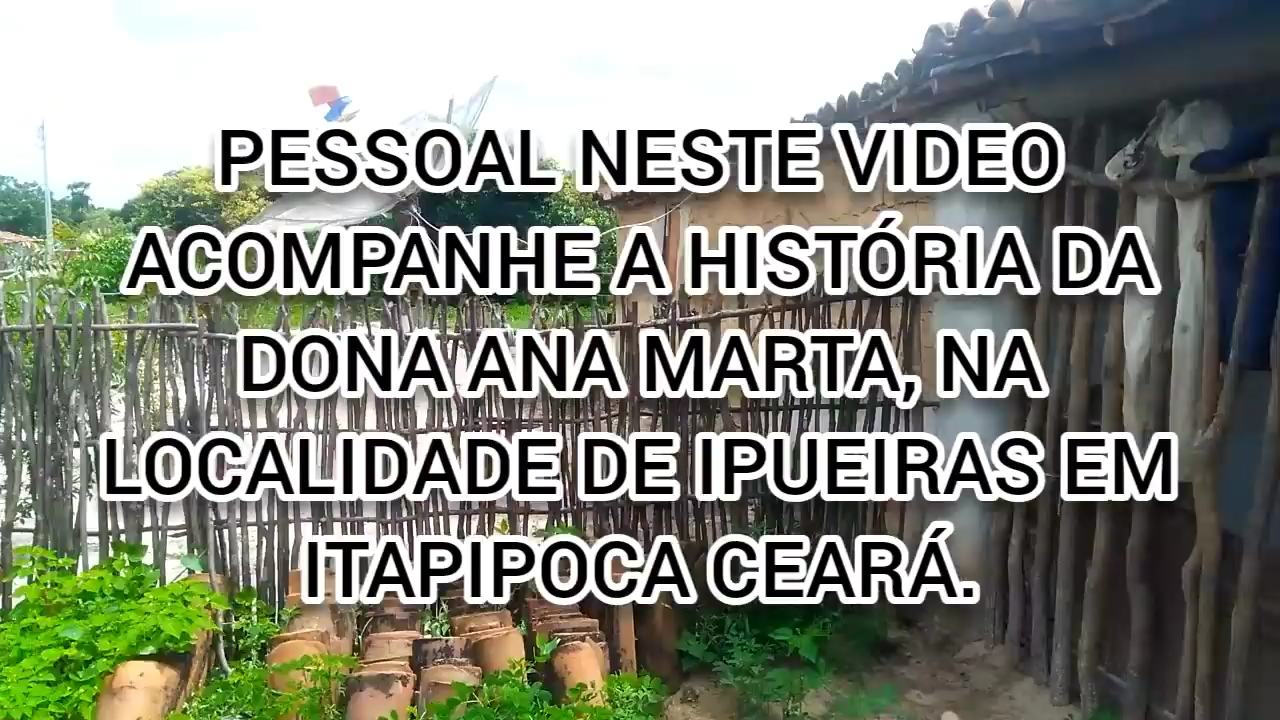 PESSOAL NESTE VIDEO
ACOMPANHE A HISTÓRIA DA
DONA ANA MARTA, NA
LOCALIDADE DE IPUEIRAS EM
ITAPIPOCA CEARÁ.